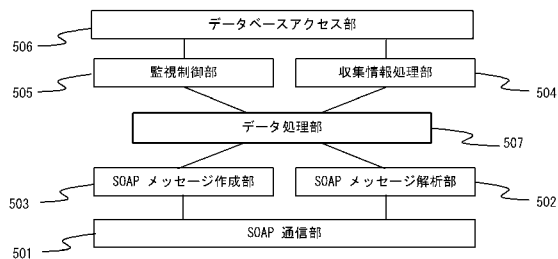 データベースアクセス部
506
監視制御部
収集情報処理部
505
504
データ処理部
507
SOAP メッセージ作成部
SOAP メッセージ解析部
503
502
SOAP 通信部
501